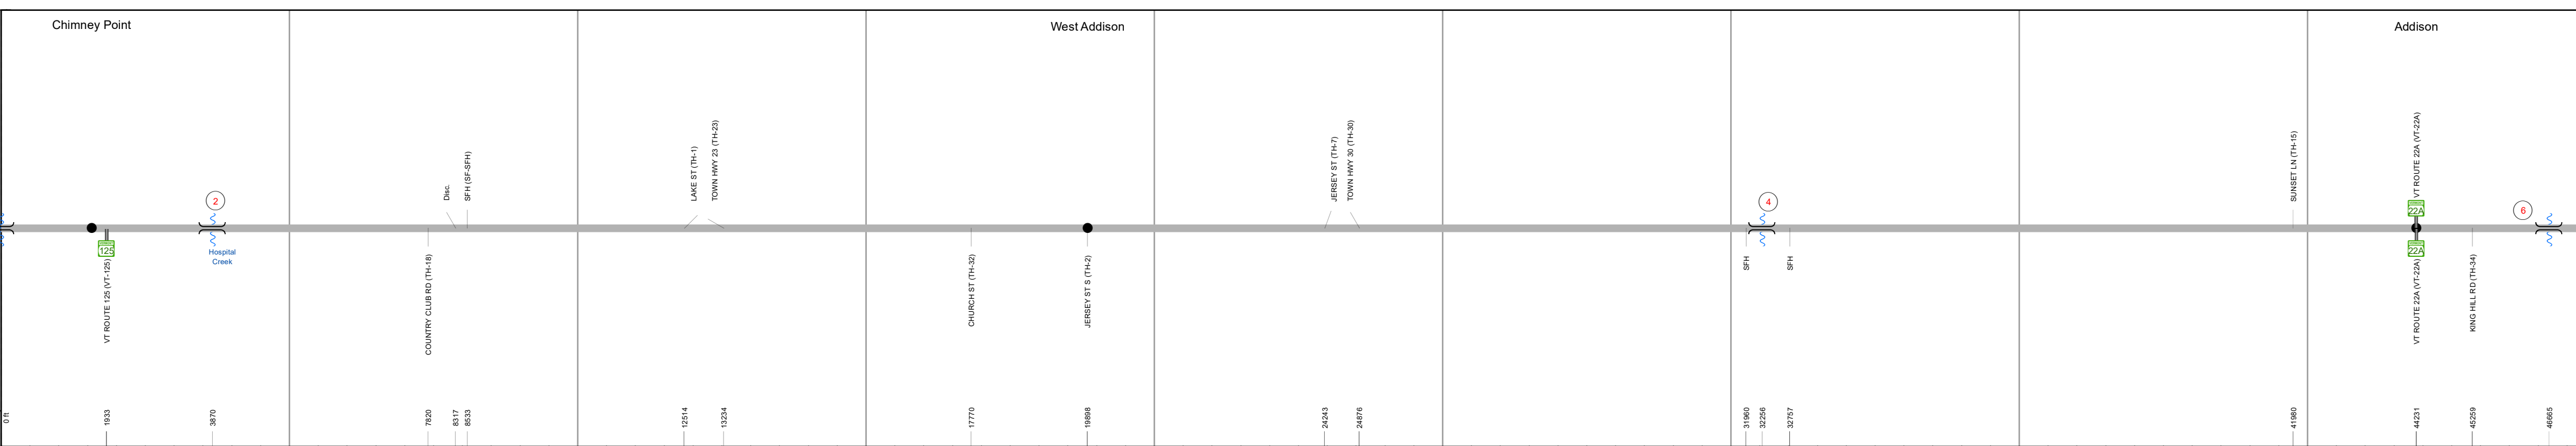 Chimney Point
West Addison
Addison
VT ROUTE 22A (VT-22A)
TOWN HWY 23 (TH-23)
TOWN HWY 30 (TH-30)
SUNSET LN (TH-15)
JERSEY ST (TH-7)
LAKE ST (TH-1)
SFH (SF-SFH)
Disc.
2
4
22A
6
125
Hospital
Creek
22A
VT ROUTE 125 (VT-125)
COUNTRY CLUB RD (TH-18)
CHURCH ST (TH-32)
JERSEY ST S (TH-2)
SFH
SFH
VT ROUTE 22A (VT-22A)
KING HILL RD (TH-34)
0 ft
1933
3870
7820
8317
8533
12514
13234
17770
19898
24243
24876
31960
32256
32757
41980
44231
45259
46665